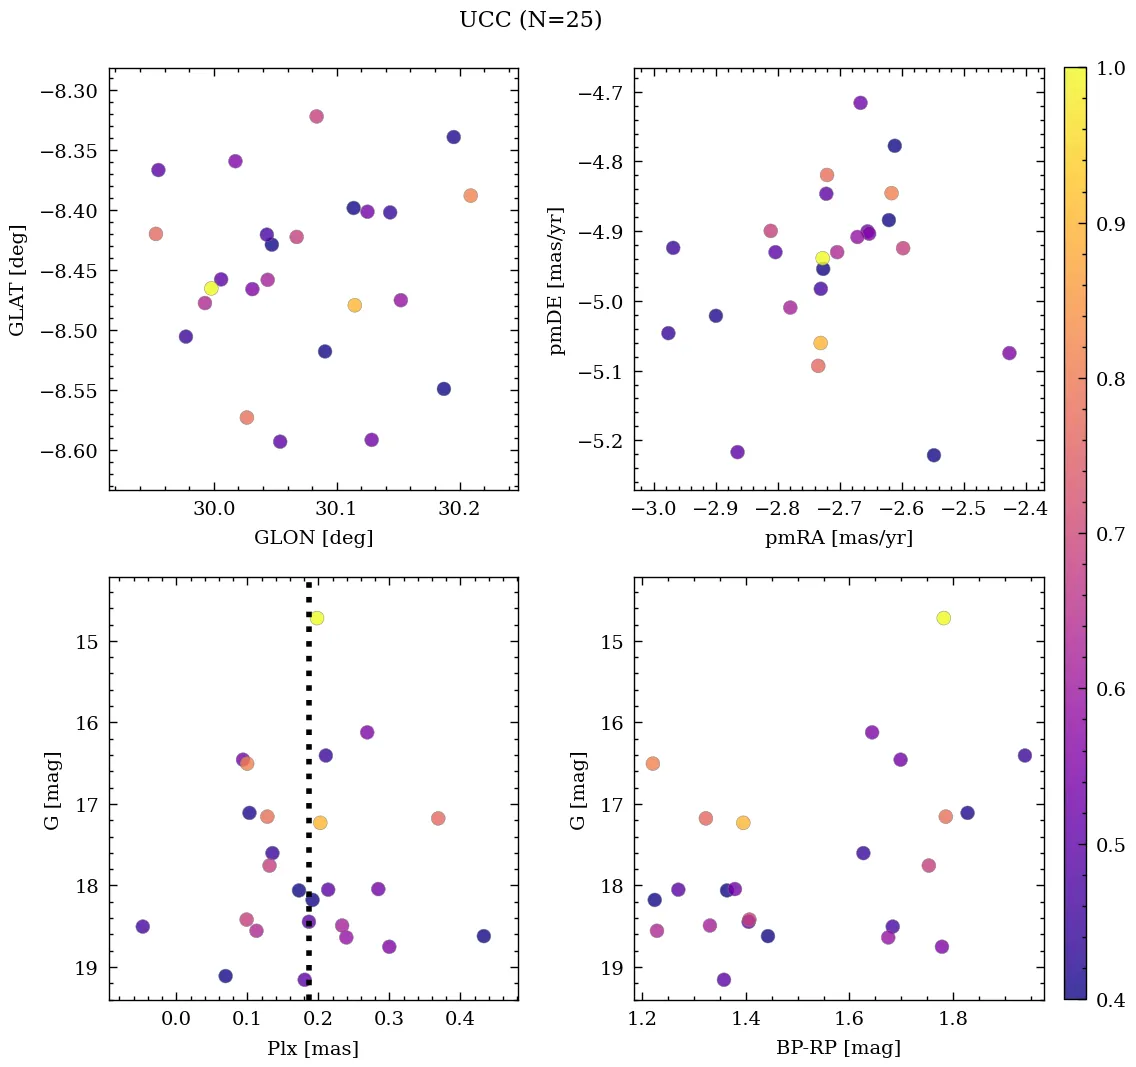 UCC (N=25)
−8.30
−8.35
−8.40
−8.45
−8.50
−8.55
−8.60
GLAT [deg]
30.0 30.1 30.2
GLON [deg]
−4.7
−4.8
−4.9
−5.0
−5.1
−5.2
pmDE [mas/yr]
−3.0 −2.9 −2.8 −2.7 −2.6 −2.5 −2.4
pmRA [mas/yr]
15
16
17
18
19
G [mag]
0.0 0.1 0.2 0.3 0.4
Plx [mas]
15
16
17
18
19
G [mag]
1.2 1.4 1.6 1.8
BP-RP [mag]
1.0
0.9
0.8
0.7
0.6
0.5
0.4